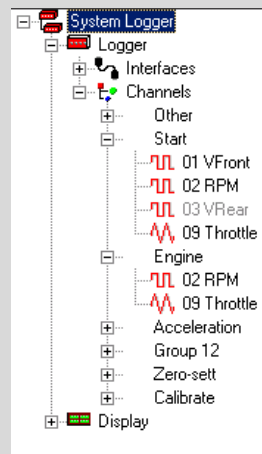 System Logger
Logger
Interfaces
Channels
Other
Start
01 VFront
02 RPM
03 VRear
09 Throttle
Engine
02 RPM
09 Throttle
Acceleration
Group 12
Zero-sett
Calibrate
Display